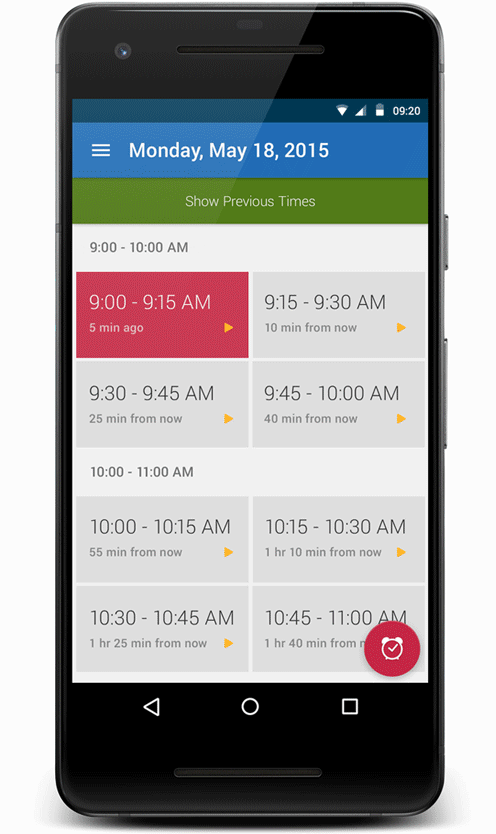 09:20
Monday, May 18, 2015
Show Previous Times
9:00 - 10:00 AM
9:00 - 9:15 AM
5 min ago
9:15 - 9:30 AM
10 min from now
9:30 - 9:45 AM
25 min from now
9:45 - 10:00 AM
40 min from now
10:00 - 11:00 AM
10:00 - 10:15 AM
55 min from now
10:15 - 10:30 AM
1 hr 10 min from now
10:30 - 10:45 AM
1 hr 25 min from now
10:45 - 11:00 AM
1 hr 40 min from